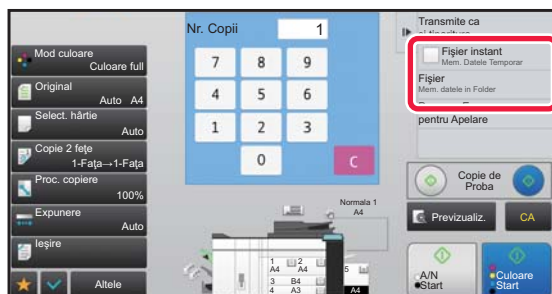 Nr. Copii 1
Mod culoare
Culoare full
Original
Auto A4
Select. hârtie
Auto
Copie 2 feţe
1-Faţa→1-Faţa
Proc. copiere
100%
Expunere
Auto
Ieşire
Altele
7 8 9
4 5 6
1 2 3
0 C
Normala 1
A4
1 2
A4 A4
3 B4
4 A3
5
A4
Transmite ca
Fişier instant
Mem. Datele Temporar
Fişier
Mem. datele in Folder
pentru Apelare
Copie de
Proba
Previzualiz.
CA
A/N
Start
Culoare
Start